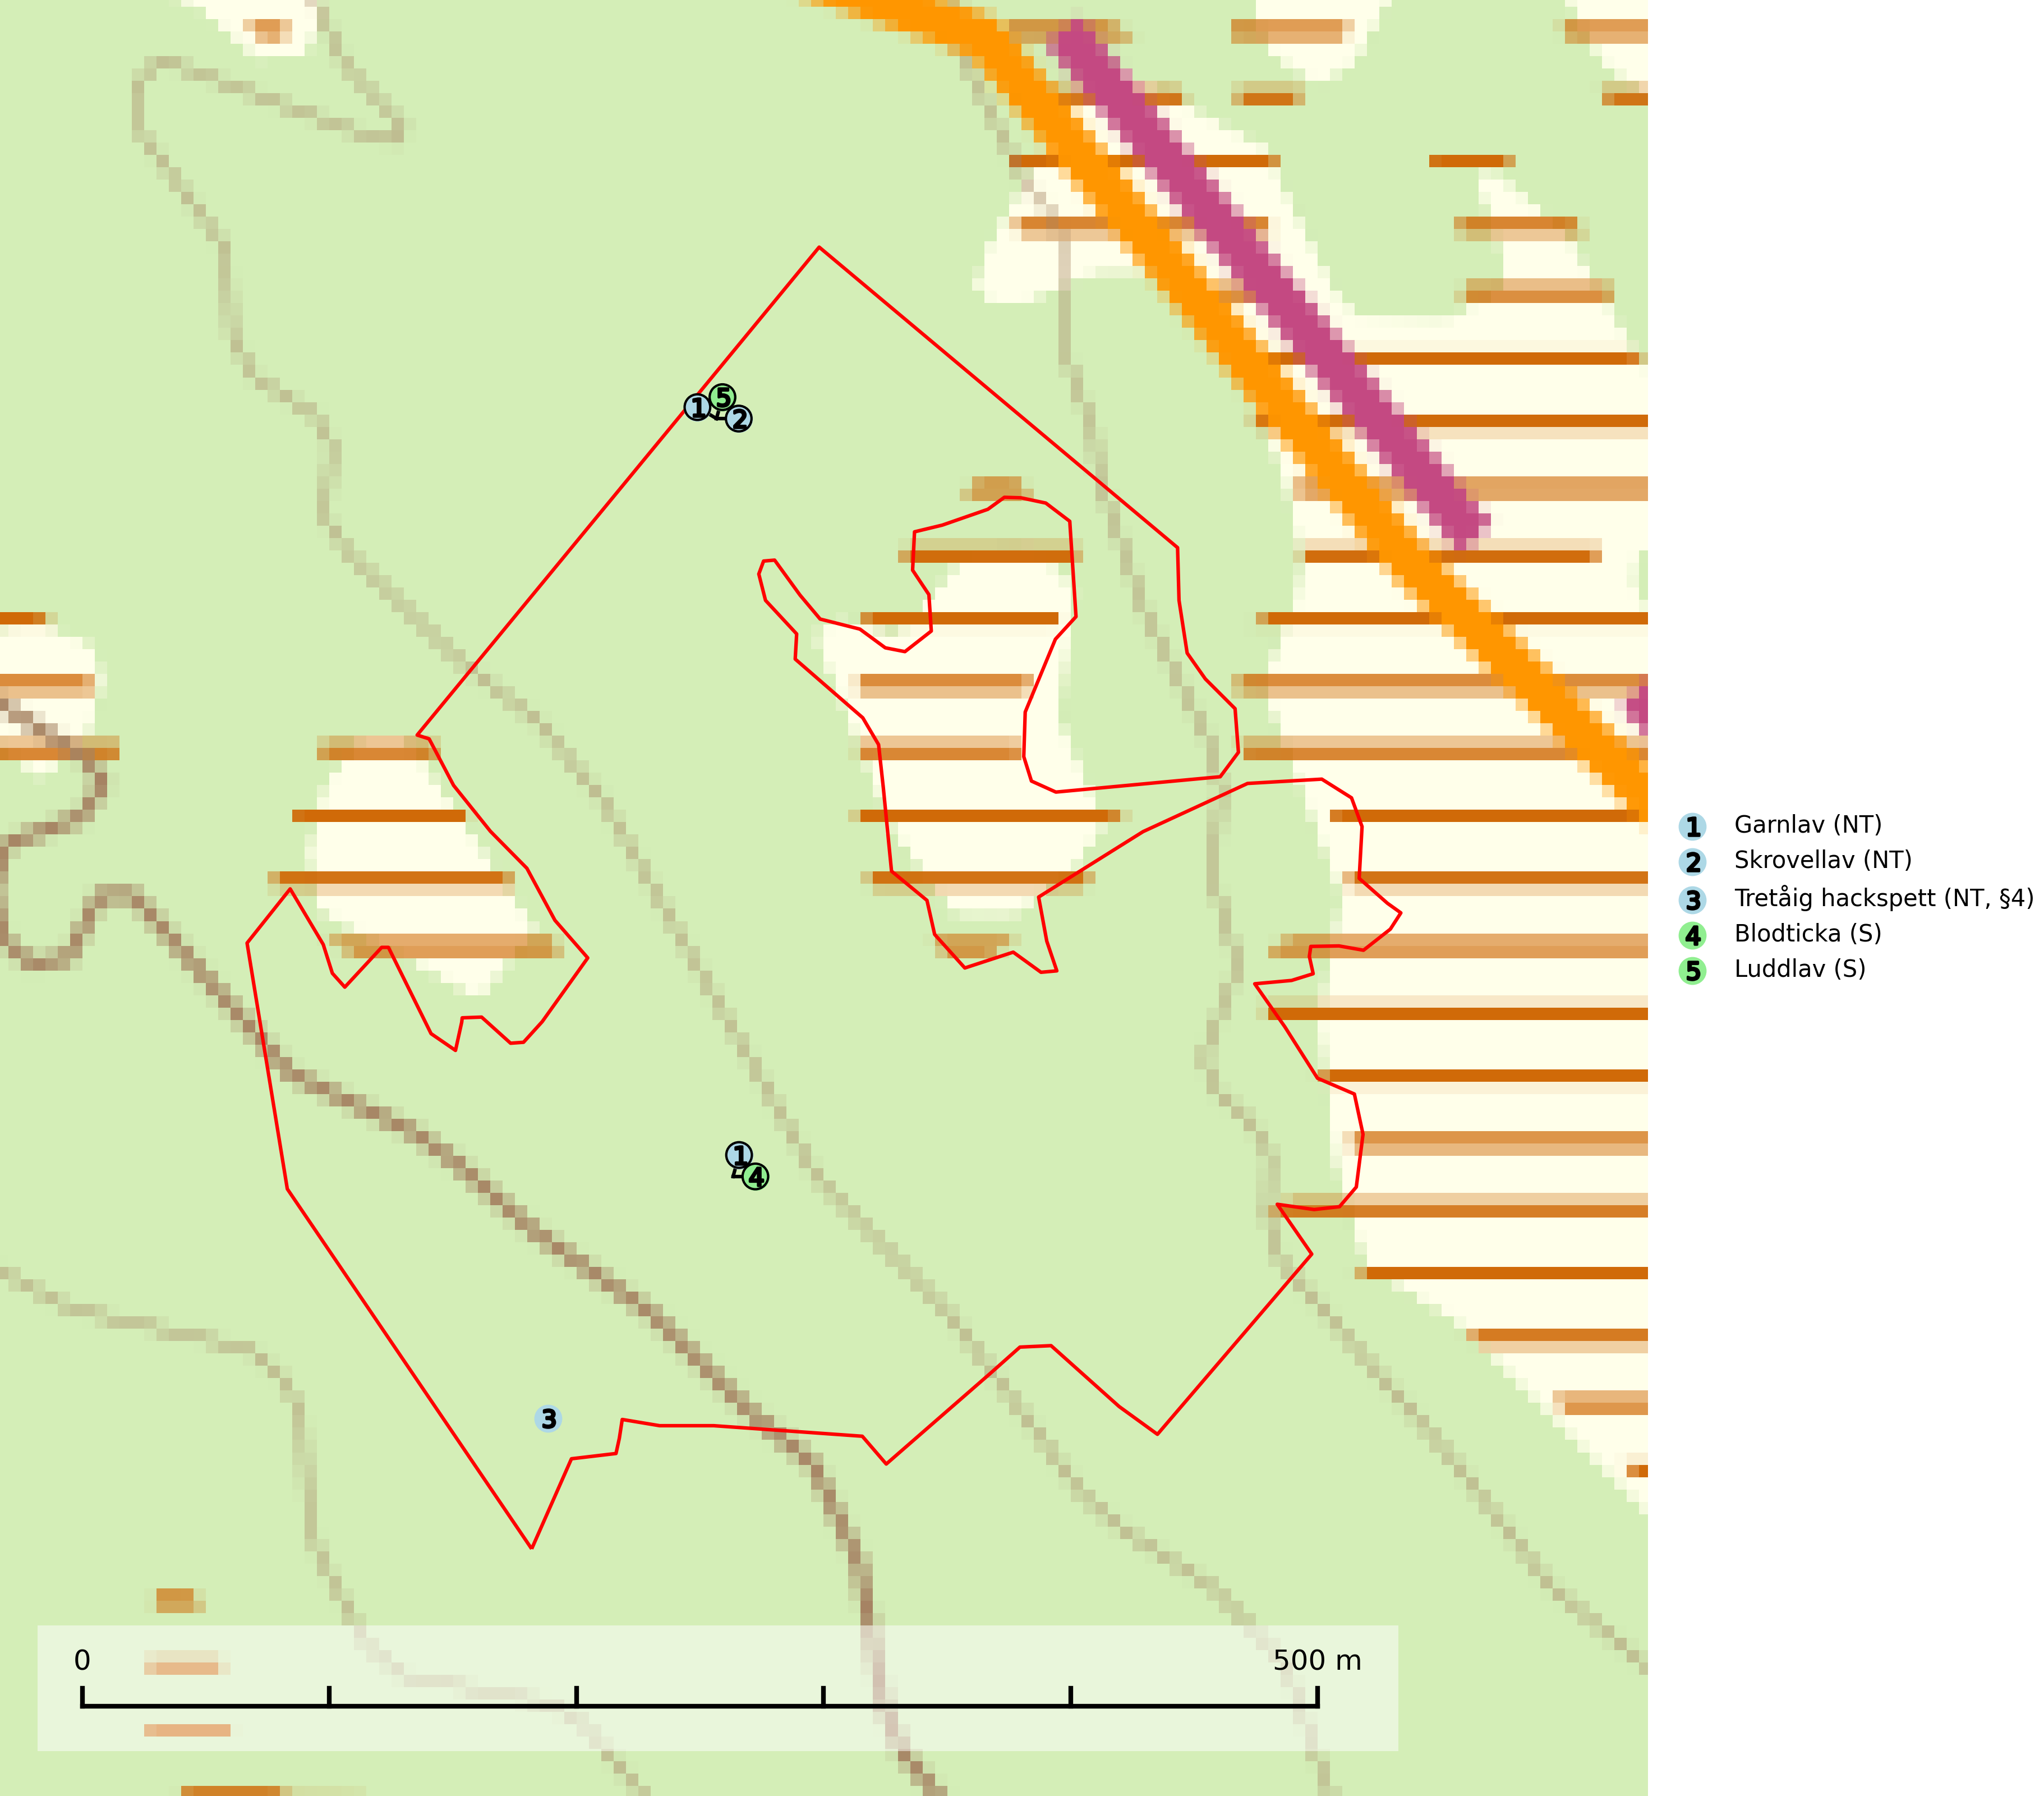 1 5 2
1 4
3
0 500 m
1 Garnlav (NT)
2 Skrovellav (NT)
3 Tretåig hackspett (NT, §4)
4 Blodticka (S)
5 Luddlav (S)